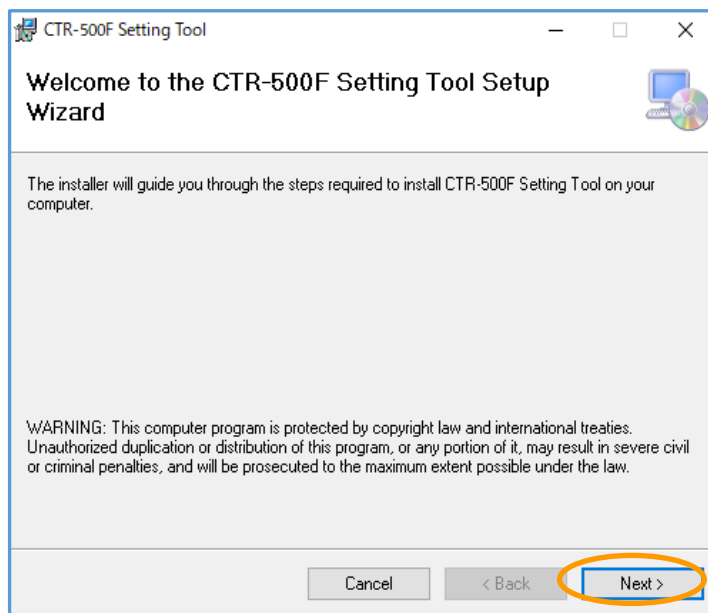 CTR-500F Setting Tool
Welcome to the CTR-500F Setting Tool Setup
Wizard
The installer will guide you through the steps required to install CTR-500F Setting Tool on your
computer.
WARNING: This computer program is protected by copyright law and international treaties.
Unauthorized duplication or distribution of this program, or any portion of it, may result in severe civil
or criminal penalties, and will be prosecuted to the maximum extent possible under the law.
Cancel < Back Next >